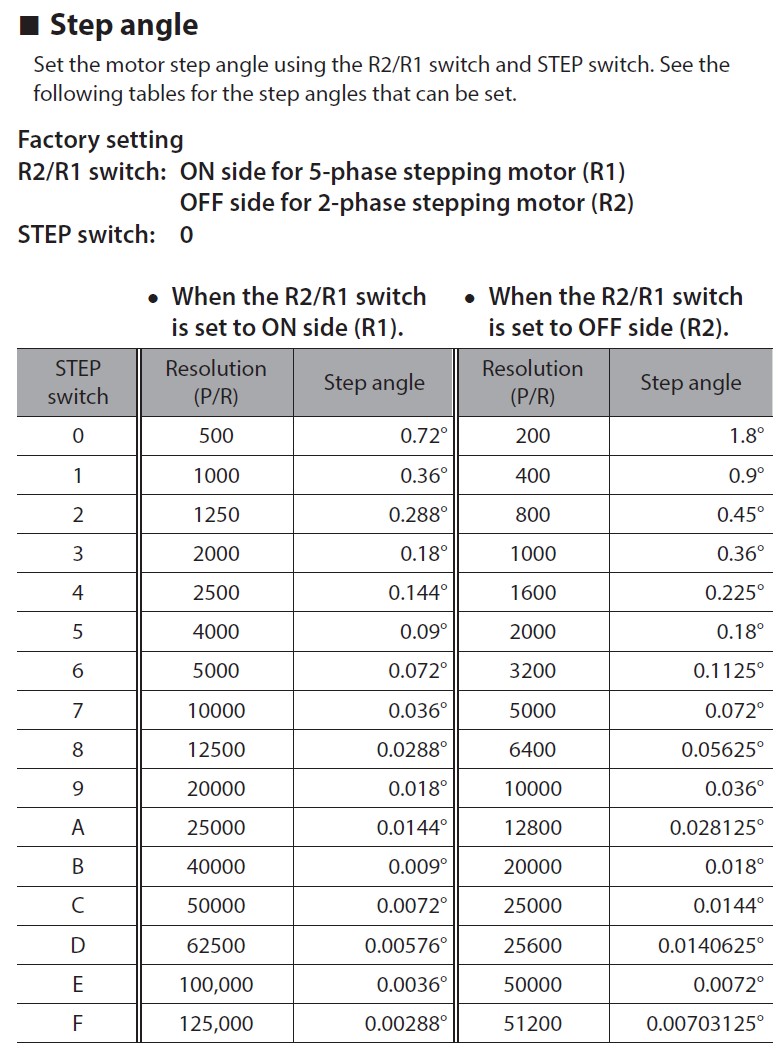 ■ Step angle
Set the motor step angle using the R2/R1 switch and STEP switch. See the
following tables for the step angles that can be set.
Factory setting
R2/R1 switch: ON side for 5-phase stepping motor (R1)
OFF side for 2-phase stepping motor (R2)
STEP switch: 0
• When the R2/R1 switch
is set to ON side (R1).
• When the R2/R1 switch
is set to OFF side (R2).
STEP
switch
Resolution
(P/R)
Step angle
Resolution
(P/R)
Step angle
0 500 0.72° 200 1.8°
1 1000 0.36° 400 0.9°
2 1250 0.288° 800 0.45°
3 2000 0.18° 1000 0.36°
4 2500 0.144° 1600 0.225°
5 4000 0.09° 2000 0.18°
6 5000 0.072° 3200 0.1125°
7 10000 0.036° 5000 0.072°
8 12500 0.0288° 6400 0.05625°
9 20000 0.018° 10000 0.036°
A 25000 0.0144° 12800 0.028125°
B 40000 0.009° 20000 0.018°
C 50000 0.0072° 25000 0.0144°
D 62500 0.00576° 25600 0.0140625°
E 100,000 0.0036° 50000 0.0072°
F 125,000 0.00288° 51200 0.00703125°